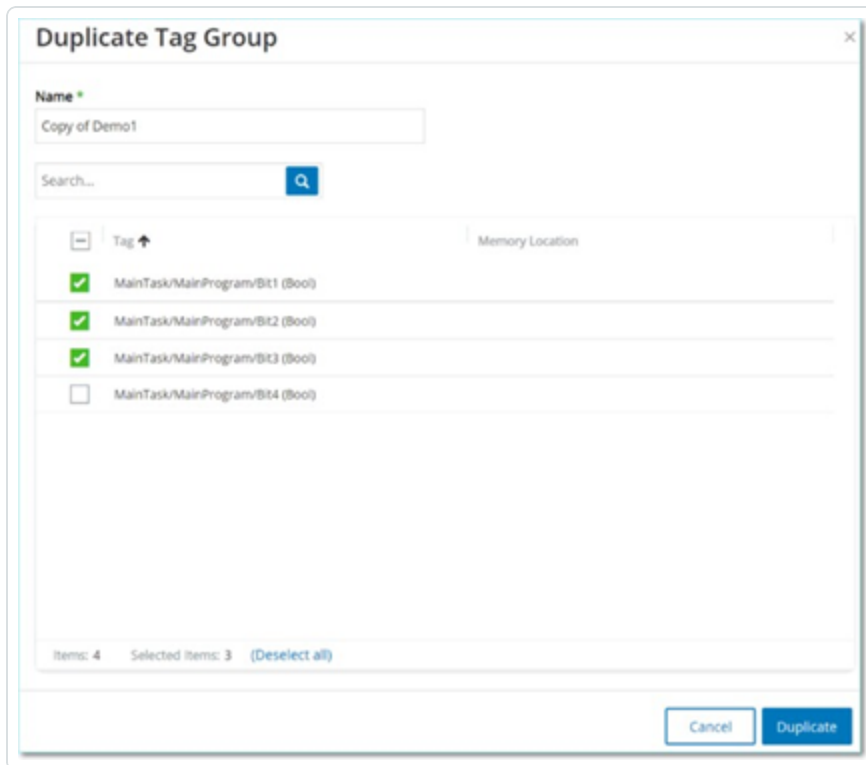 Duplicate Tag Group
Name *
Copy of Demo1
Search...
Tag Memory Location
MainTask/MainProgram/Bit1 (Bool)
MainTask/MainProgram/Bit2 (Bool)
MainTask/MainProgram/Bit3 (Bool)
MainTask/MainProgram/Bit4 (Bool)
Items: 4 Selected Items: 3 (Deselect all)
Cancel Duplicate